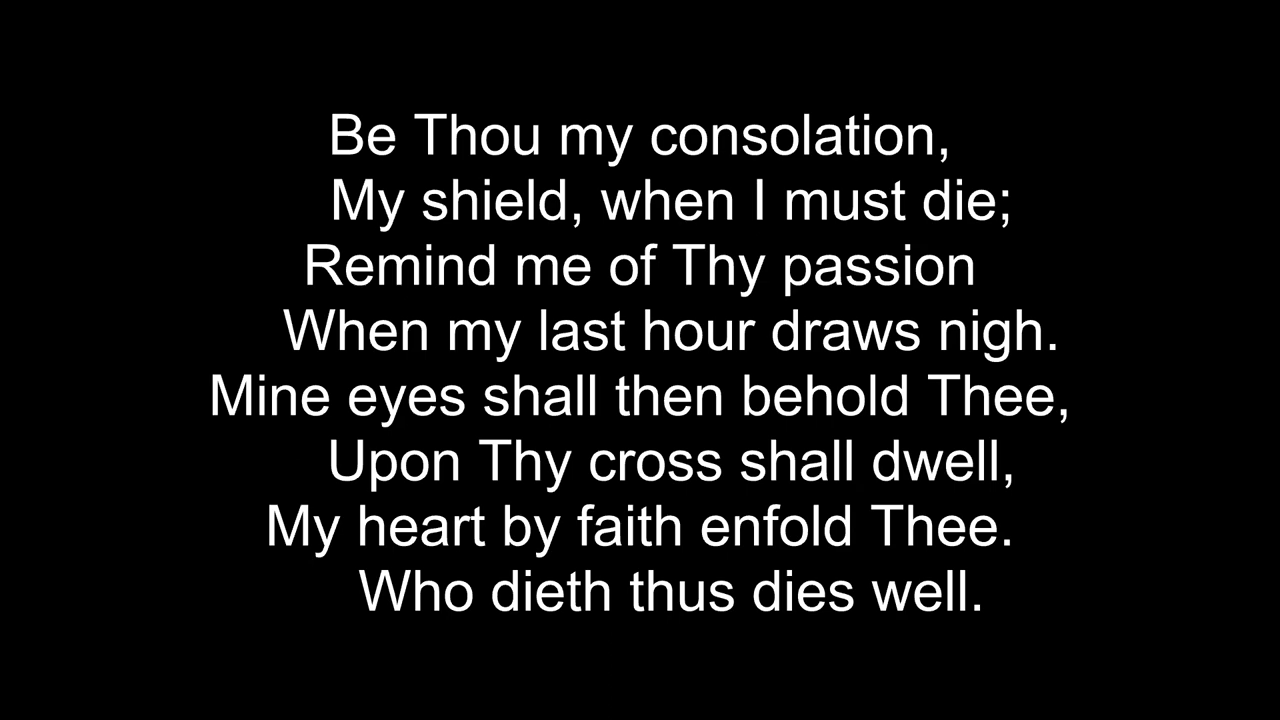 Be Thou my consolation,
My shield, when I must die;
Remind me of Thy passion
When my last hour draws nigh.
Mine eyes shall then behold Thee,
Upon Thy cross shall dwell,
My heart by faith enfold Thee.
Who dieth thus dies well.